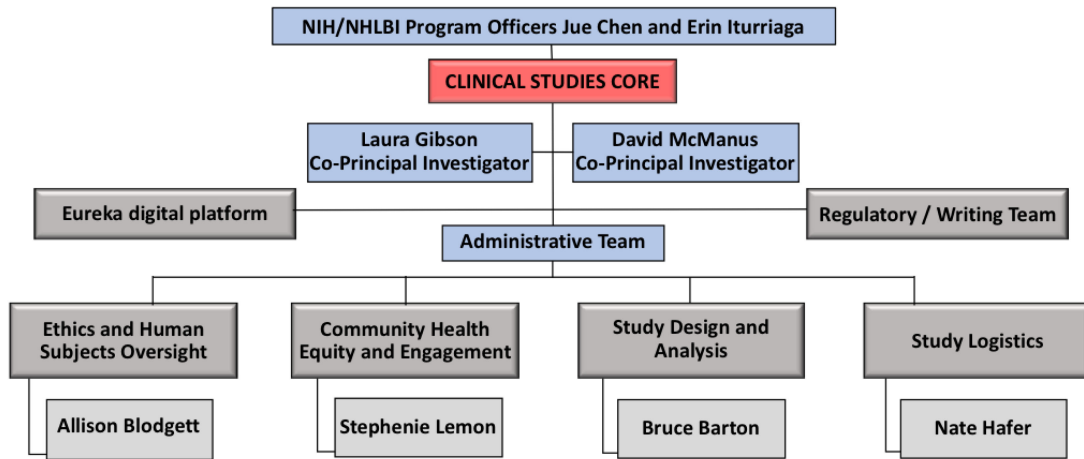 NIH/NHLBI Program Officers Jue Chen and Erin Iturriaga
CLINICAL STUDIES CORE
Laura Gibson
Co-Principal Investigator
David McManus
Co-Principal Investigator
Eureka digital platform
Regulatory / Writing Team
Administrative Team
Ethics and Human
Subjects Oversight
Community Health
Equity and Engagement
Study Design and
Analysis
Study Logistics
Allison Blodgett
Stephenie Lemon
Bruce Barton
Nate Hafer